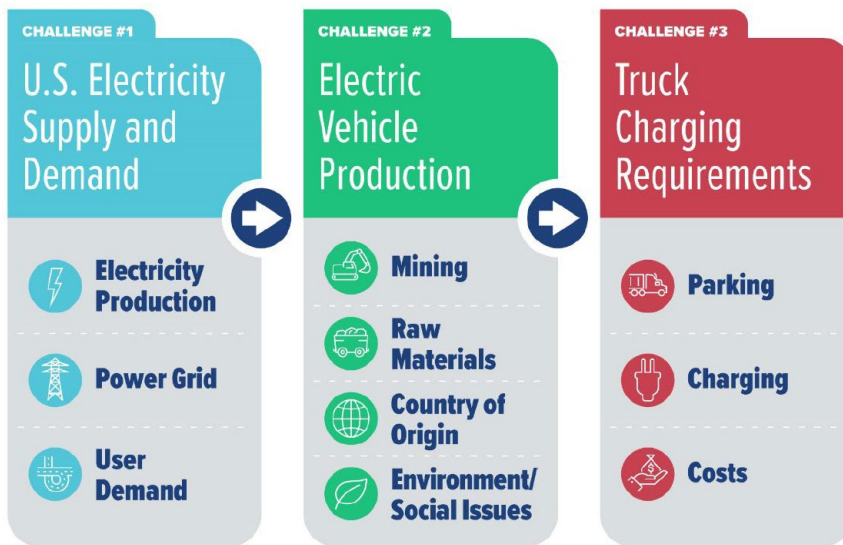 CHALLENGE #1
U.S. Electricity
Supply and
Demand
Electricity
Production
Power Grid
User
Demand
CHALLENGE #2
Electric
Vehicle
Production
Mining
Raw
Materials
Country of
Origin
Environment/
Social Issues
CHALLENGE #3
Truck
Charging
Requirements
Parking
Charging
Costs